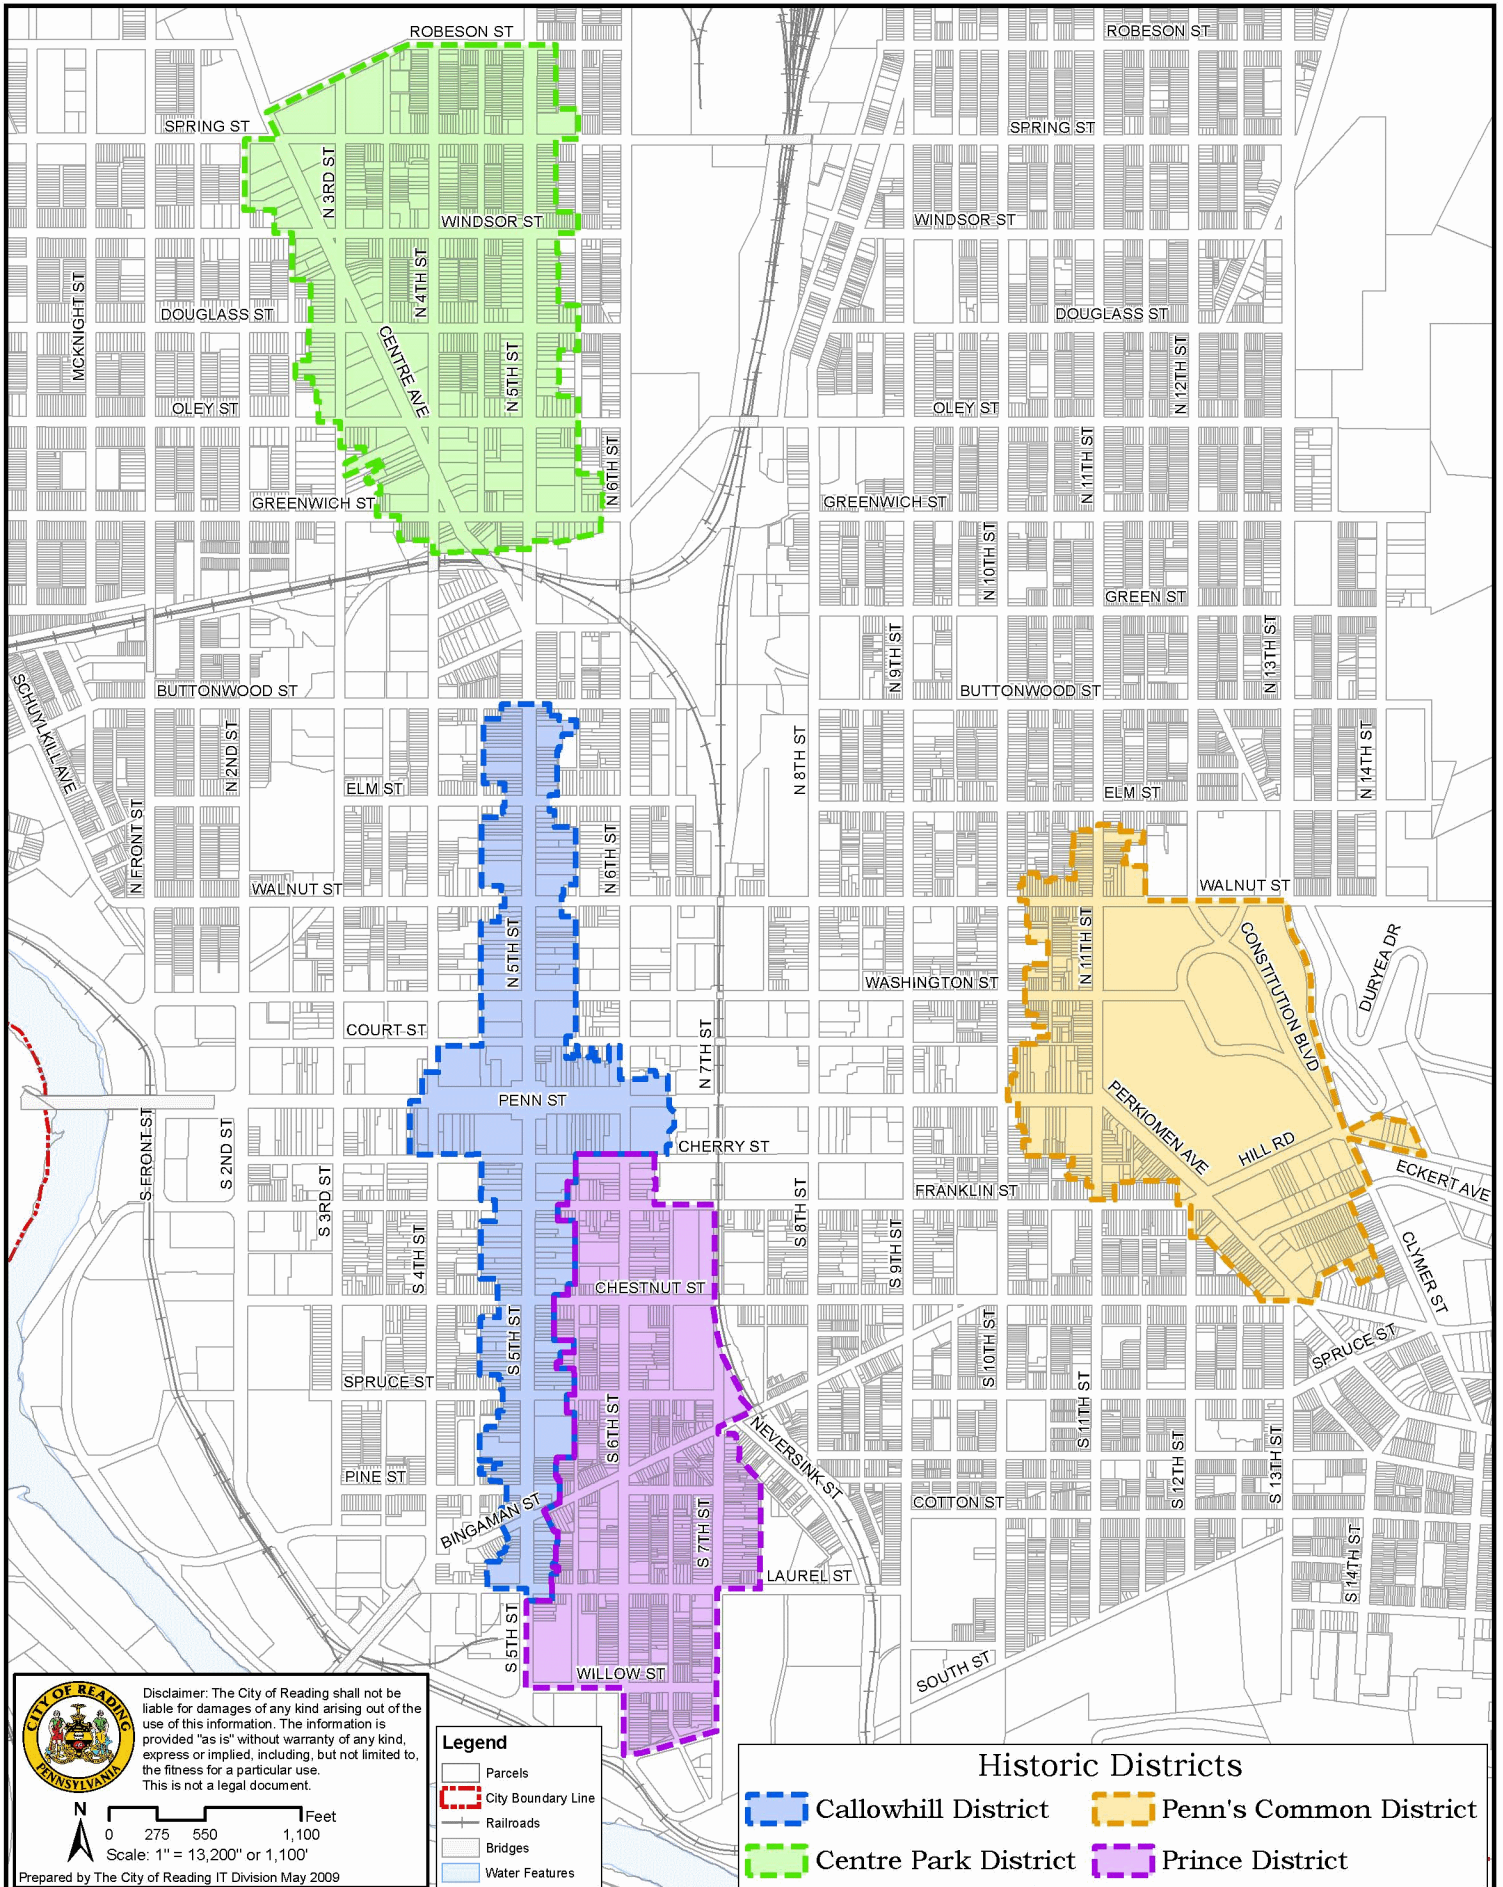 ROBESON ST
ROBESON ST
SPRING ST
SPRING ST
N 3RD ST
WINDSOR ST
WINDSOR ST
MCKNIGHT ST
N 4TH ST
DOUGLASS ST
DOUGLASS ST
CENTRE AVE
N 5TH ST
N 12TH ST
OLEY ST
OLEY ST
N 6TH ST
N 11TH ST
GREENWICH ST
GREENWICH ST
N 10TH ST
GREEN ST
N 9TH ST
N 13TH ST
SCHUYLKILL AVE
BUTTONWOOD ST
BUTTONWOOD ST
N 2ND ST
N 8TH ST
N 14TH ST
ELM ST
ELM ST
N FRONT ST
N 6TH ST
WALNUT ST
WALNUT ST
N 5TH ST
N 11TH ST
CONSTITUTION BLVD
DURYEA DR
WASHINGTON ST
COURT ST
N 7TH ST
PENN ST
PERKIOMEN AVE
HILL RD
CHERRY ST
S FRONT ST
S 2ND ST
S 3RD ST
FRANKLIN ST
ECKERT AVE
S 4TH ST
S 8TH ST
S 9TH ST
CLYMER ST
CHESTNUT ST
S 5TH ST
S 10TH ST
SPRUCE ST
SPRUCE ST
S 6TH ST
S 11TH ST
NEVERSINK ST
S 12TH ST
S 13TH ST
PINE ST
COTTON ST
BINGAMAN ST
S 7TH ST
S 14TH ST
LAUREL ST
S 5TH ST
SOUTH ST
WILLOW ST
CITY OF READING
PENNSYLVANIA
Disclaimer: The City of Reading shall not be
liable for damages of any kind arising out of the
use of this information. The information is
provided "as is" without warranty of any kind,
express or implied, including, but not limited to,
the fitness for a particular use.
This is not a legal document.
N
Feet
0 275 550 1,100
Scale: 1" = 13,200" or 1,100'
Prepared by The City of Reading IT Division May 2009
Legend
Parcels
City Boundary Line
Railroads
Bridges
Water Features
Historic Districts
Callowhill District
Penn's Common District
Centre Park District
Prince District